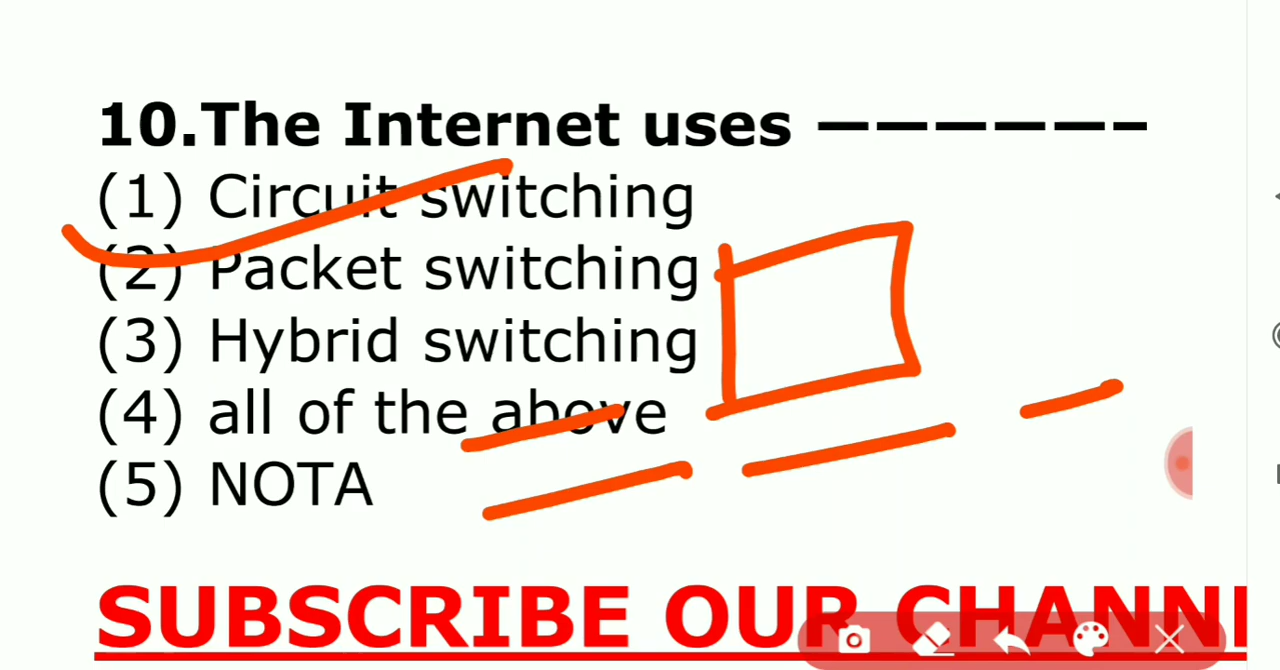 10.The Internet uses ––––––
(1) Circuit switching
(2) Packet switching
(3) Hybrid switching
(4) all of the above
(5) NOTA
SUBSCRIBE OUR CHANN